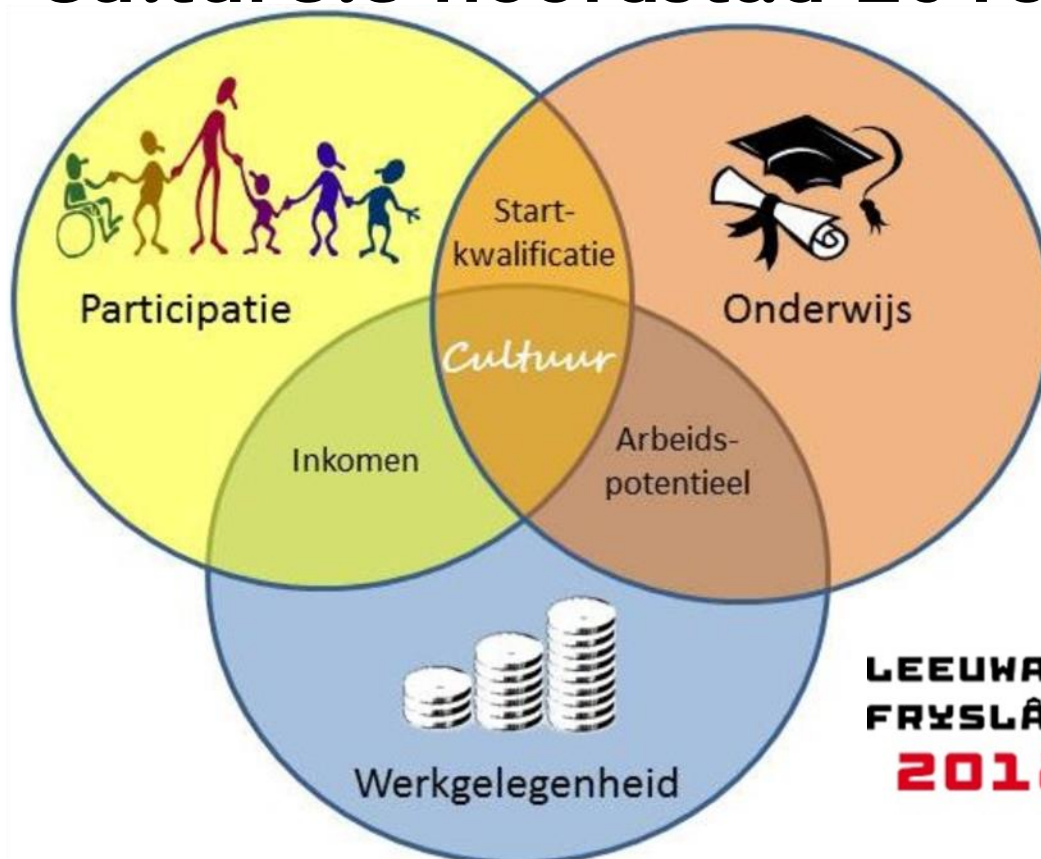 Participatie
Onderwijs
Start-
kwalificatie
Cultuur
Inkomen
Arbeids-
potentieel
Werkgelegenheid